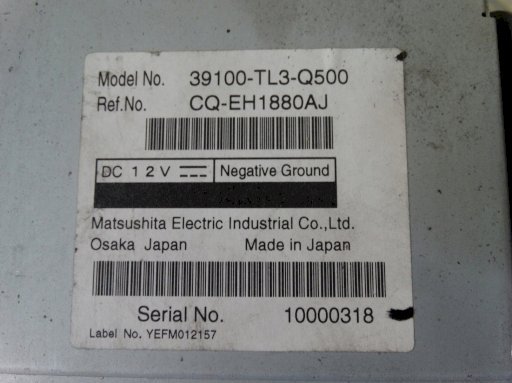 Model No. 39100-TL3-Q500
Ref.No. CQ-EH1880AJ
DC 12V Negative Ground
Matsushita Electric Industrial Co.,Ltd.
Osaka Japan Made in Japan
Serial No. 10000318
Label No. YEFM012157